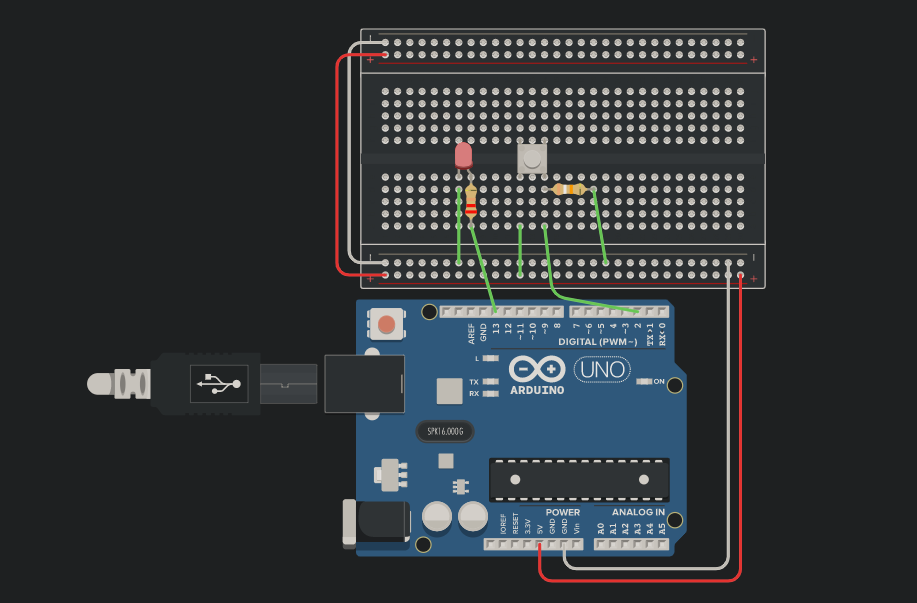 + +
+ +
AREF
GND
13
12
~11
~10
~9
8
7
~6
~5
4
~3
2
TX→1
RX←0
DIGITAL (PWM~)
L
TX
RX
UNO
ON
ARDUINO
SPK16.000G
POWER
ANALOG IN
IOREF
RESET
3.3V
5V
GND
GND
Vin
A0
A1
A2
A3
A4
A5